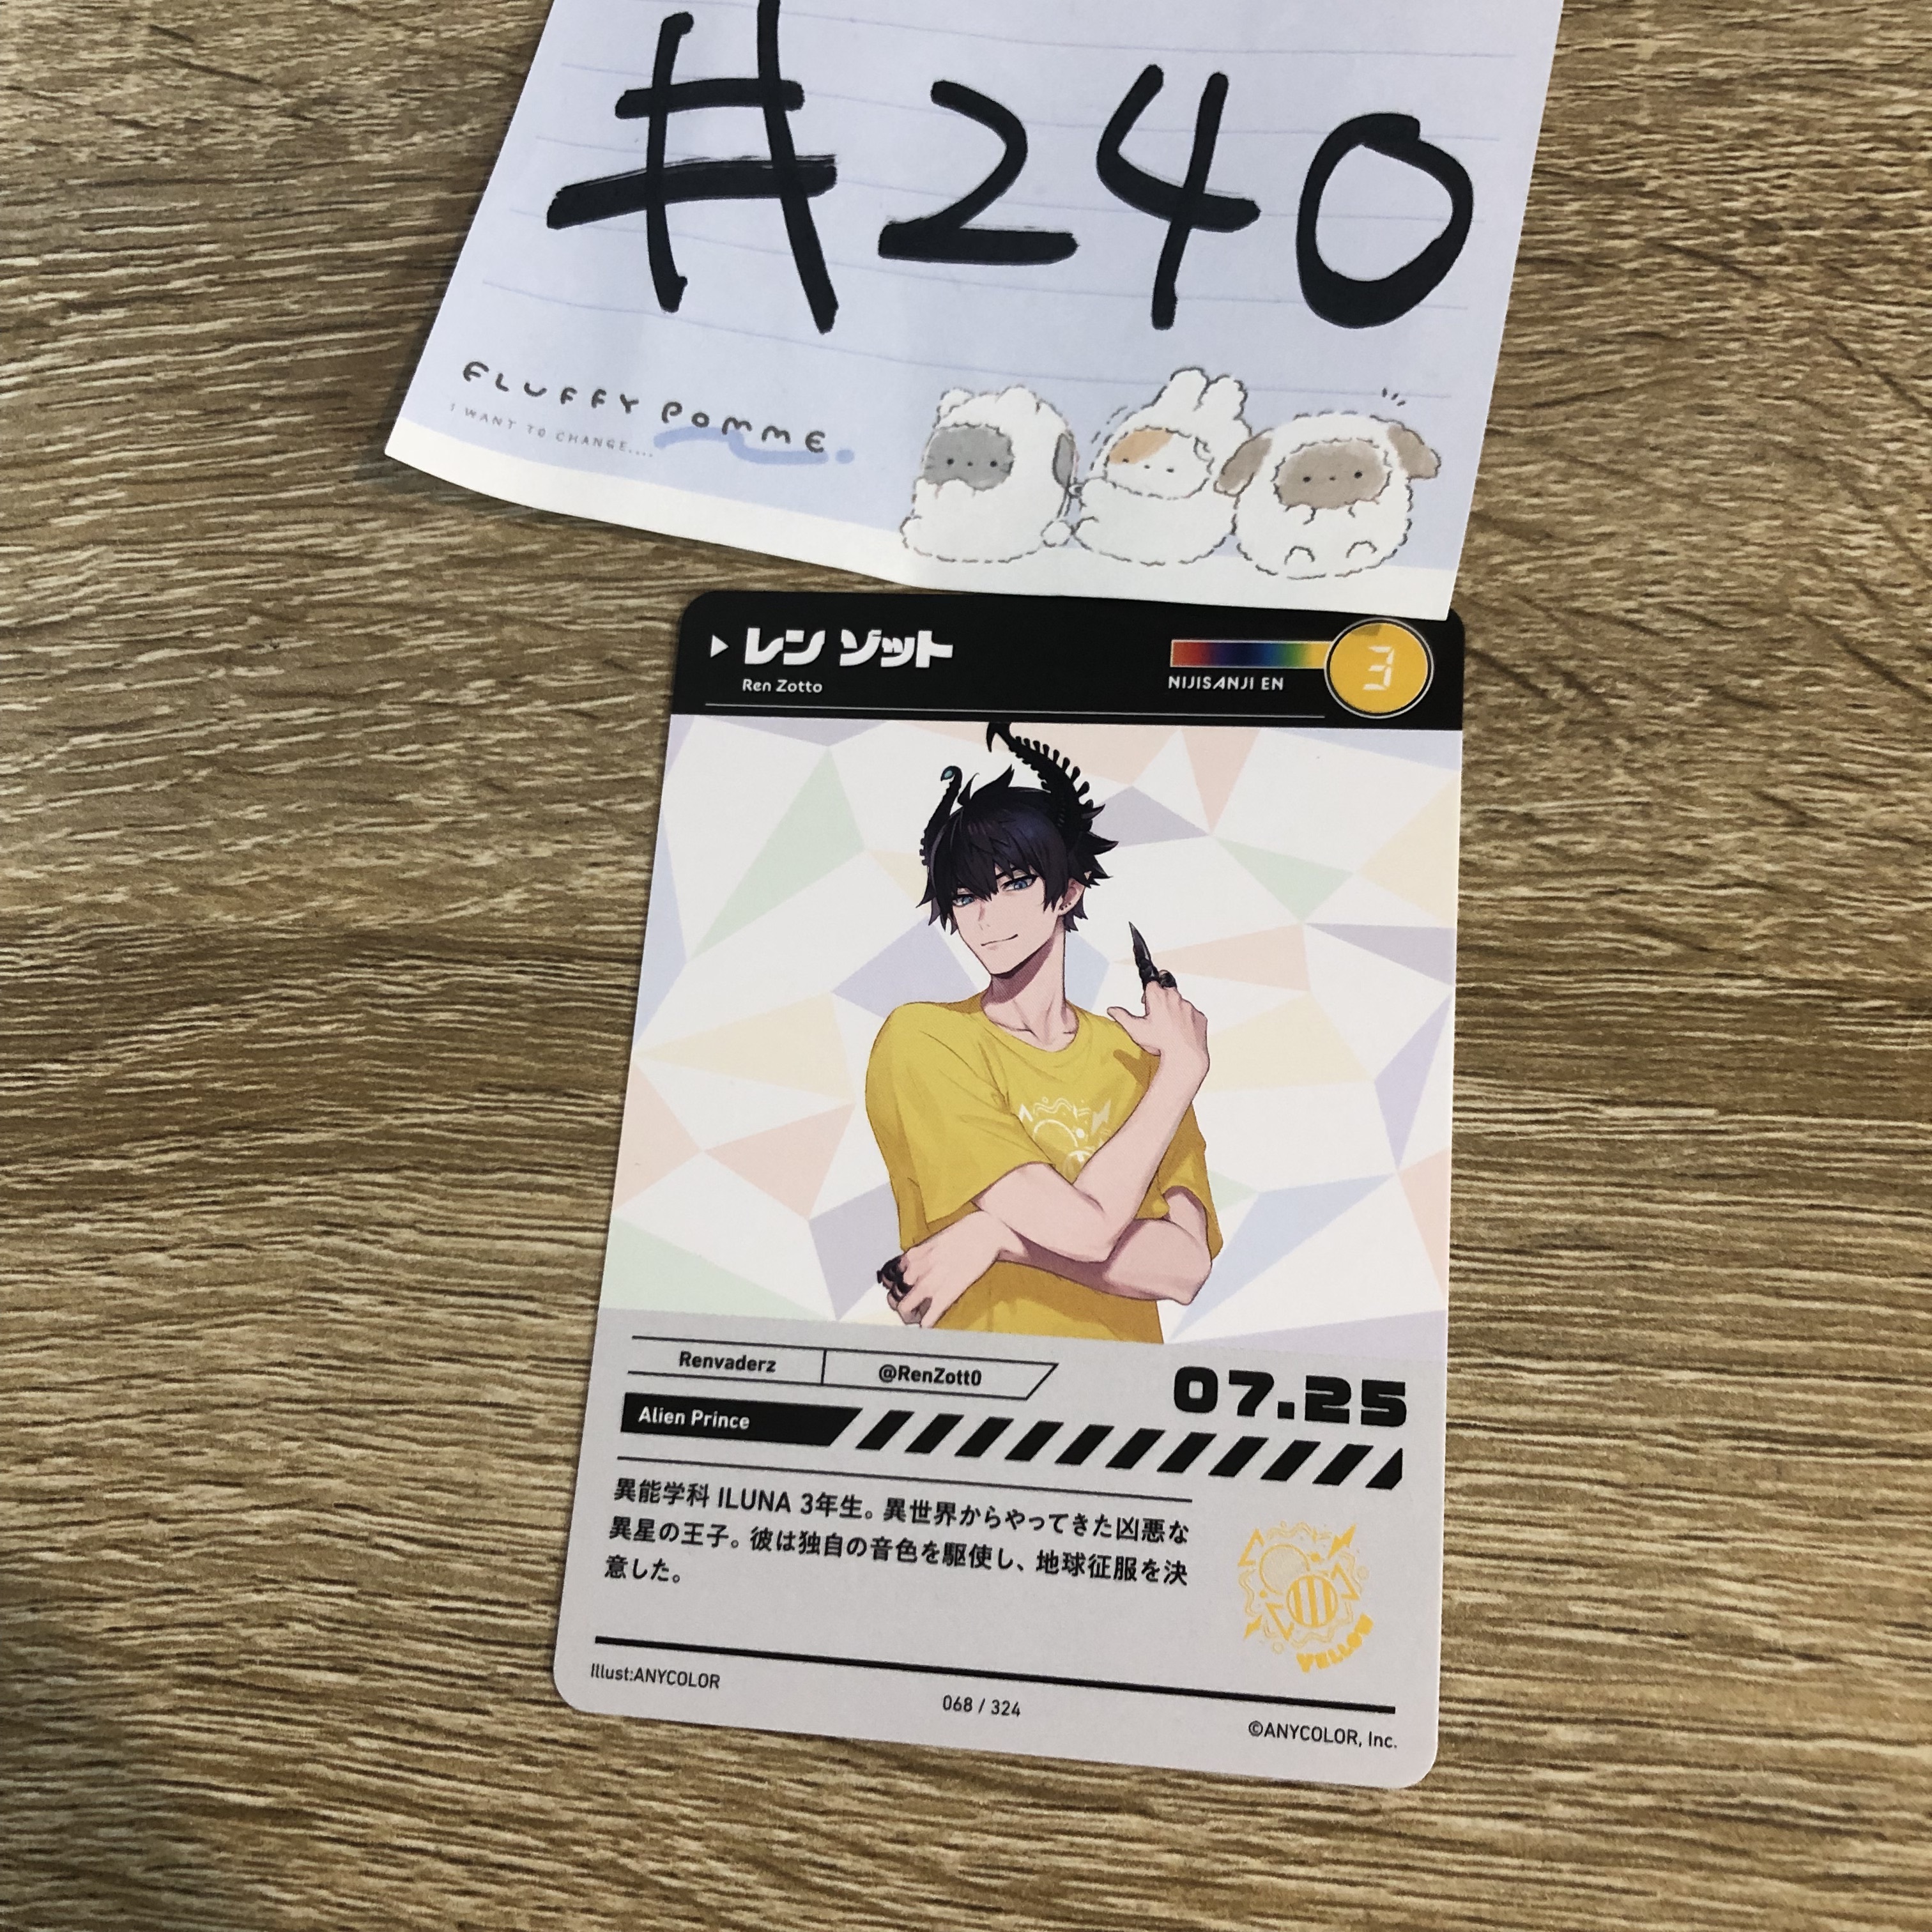 #240
FLUFFY POMME.
I WANT TO CHANGE....
レン ゾット
Ren Zotto
NIJISANJI EN
3
Renvaderz
@RenZott0
07.25
Alien Prince
異能学科 ILUNA 3年生。異世界からやってきた凶悪な
異星の王子。彼は独自の音色を駆使し、地球征服を決
意した。
YELLOW
Illust:ANYCOLOR
068 / 324
©ANYCOLOR, Inc.